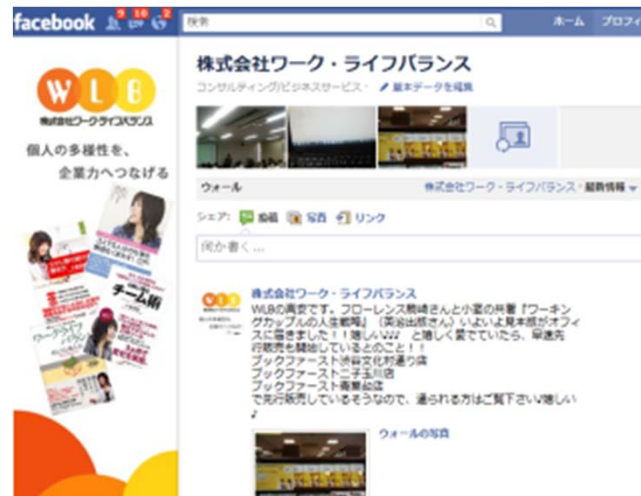 facebook
9
10
2
検索
ホーム
プロフィ
WLB
株式会社ワーク・ライフバランス
個人の多様性を、
企業力へつなげる
チーム術
株式会社ワーク・ライフバランス
コンサルティング/ビジネスサービス・ 基本データを編集
ウォール
株式会社ワーク・ライフバランス・最新情報
シェア: 投稿 写真 リンク
何か書く...
株式会社ワーク・ライフバランス
WLBの風安です。フローレンス駒崎さんと小室の共著『ワーキン
グカップルの人生戦略』（英治出版さん）いよいよ見本版がオフィ
スに届きました！！嬉しい♪♪♪ と嬉しく愛でていたら、早速先
行販売も開始しているとのこと！！
ブックファースト渋谷文化村通り店
ブックファースト二子玉川店
ブックファースト青葉台店
で先行販売しているそうなので、通られる方はご覧下さい♪嬉しい
♪
ウォールの写真